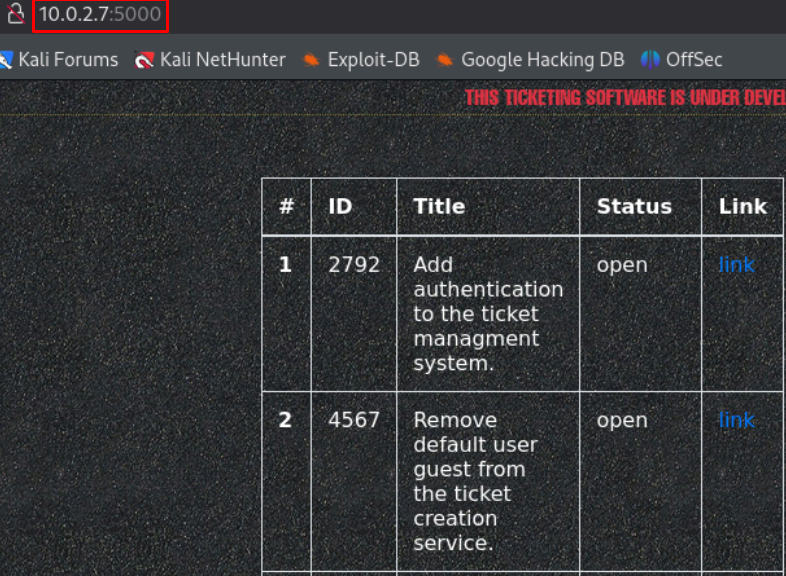 10.0.2.7:5000
Kali Forums Kali NetHunter Exploit-DB Google Hacking DB OffSec
THIS TICKETING SOFTWARE IS UNDER DEVEL
# ID Title Status Link
1 2792 Add open link
authentication
to the ticket
managment
system.
2 4567 Remove open link
default user
guest from
the ticket
creation
service.